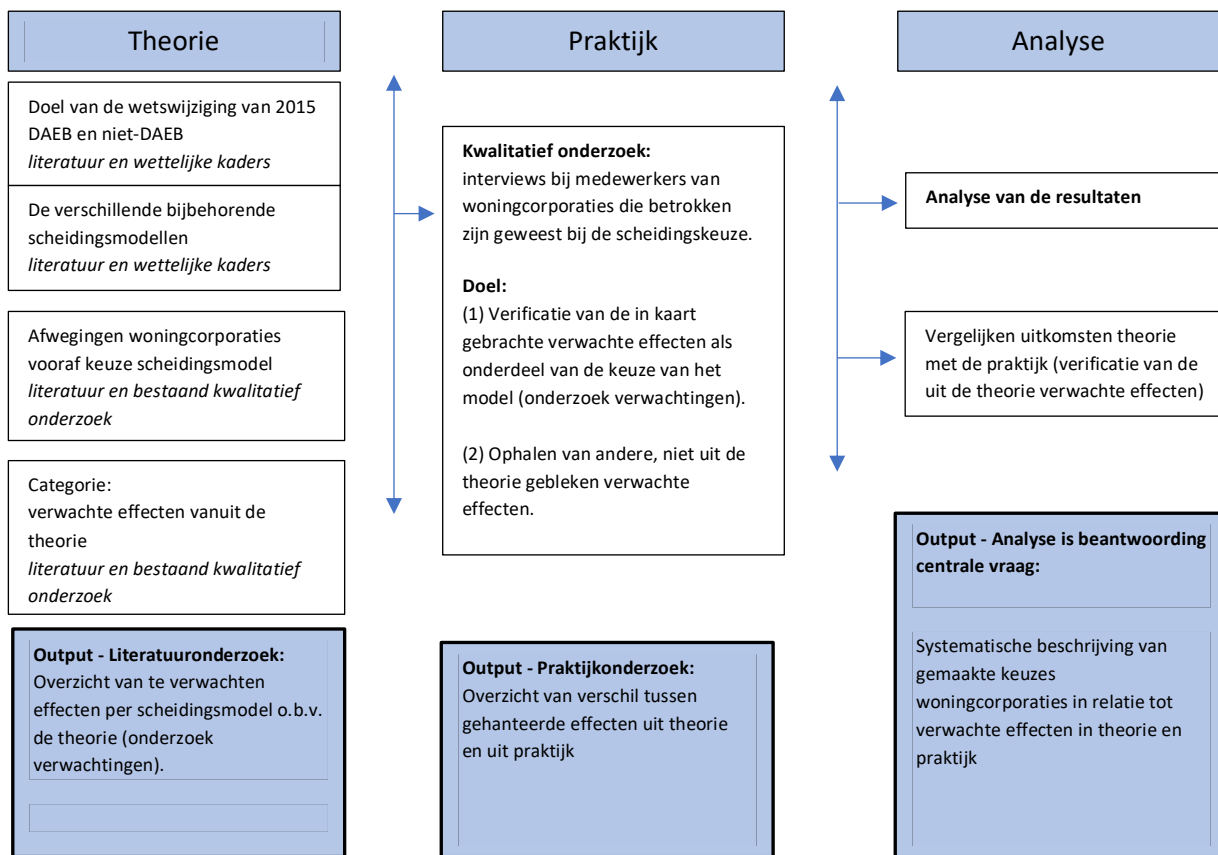 Theorie
Doel van de wetswijziging van 2015
DAEB en niet-DAEB
literatuur en wettelijke kaders
De verschillende bijbehorende
scheidingsmodellen
literatuur en wettelijke kaders
Afwegingen woningcorporaties
vooraf keuze scheidingsmodel
literatuur en bestaand kwalitatief
onderzoek
Categorie:
verwachte effecten vanuit de
theorie
literatuur en bestaand kwalitatief
onderzoek
Output - Literatuuronderzoek:
Overzicht van te verwachten
effecten per scheidingsmodel o.b.v.
de theorie (onderzoek
verwachtingen).
Praktijk
Kwalitatief onderzoek:
interviews bij medewerkers van
woningcorporaties die betrokken
zijn geweest bij de scheidingskeuze.
Doel:
(1) Verificatie van de in kaart
gebrachte verwachte effecten als
onderdeel van de keuze van het
model (onderzoek verwachtingen).
(2) Ophalen van andere, niet uit de
theorie gebleken verwachte
effecten.
Output - Praktijkonderzoek:
Overzicht van verschil tussen
gehanteerde effecten uit theorie
en uit praktijk
Analyse
Analyse van de resultaten
Vergelijken uitkomsten theorie
met de praktijk (verificatie van de
uit de theorie verwachte effecten)
Output - Analyse is beantwoording
centrale vraag:
Systematische beschrijving van
gemaakte keuzes
woningcorporaties in relatie tot
verwachte effecten in theorie en
praktijk